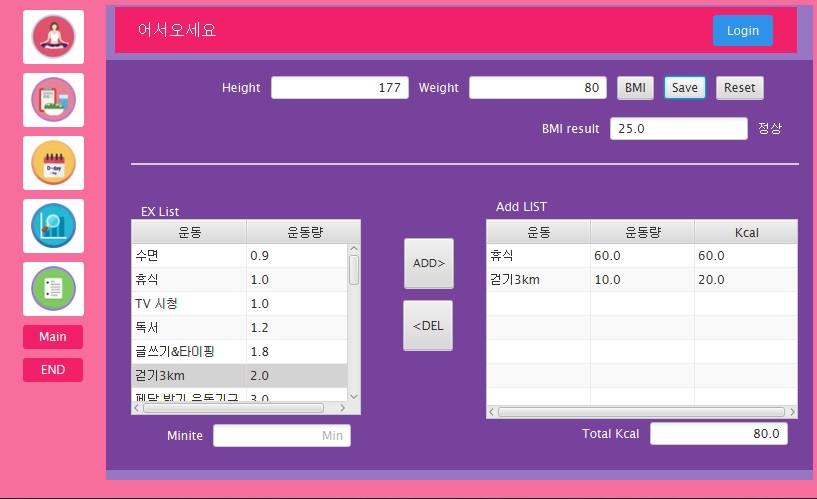 어서오세요 Login
Height 177 Weight 80 BMI Save Reset
BMI result 25.0 정상
EX List
운동 운동량
수면 0.9
휴식 1.0
TV 시청 1.0
독서 1.2
글쓰기&타이핑 1.8
걷기3km 2.0
페달 밟기 운동기구 3.0
Minite Min
ADD>
<DEL
Add LIST
운동 운동량 Kcal
휴식 60.0 60.0
걷기3km 10.0 20.0
Total Kcal 80.0
D-day
Main
END